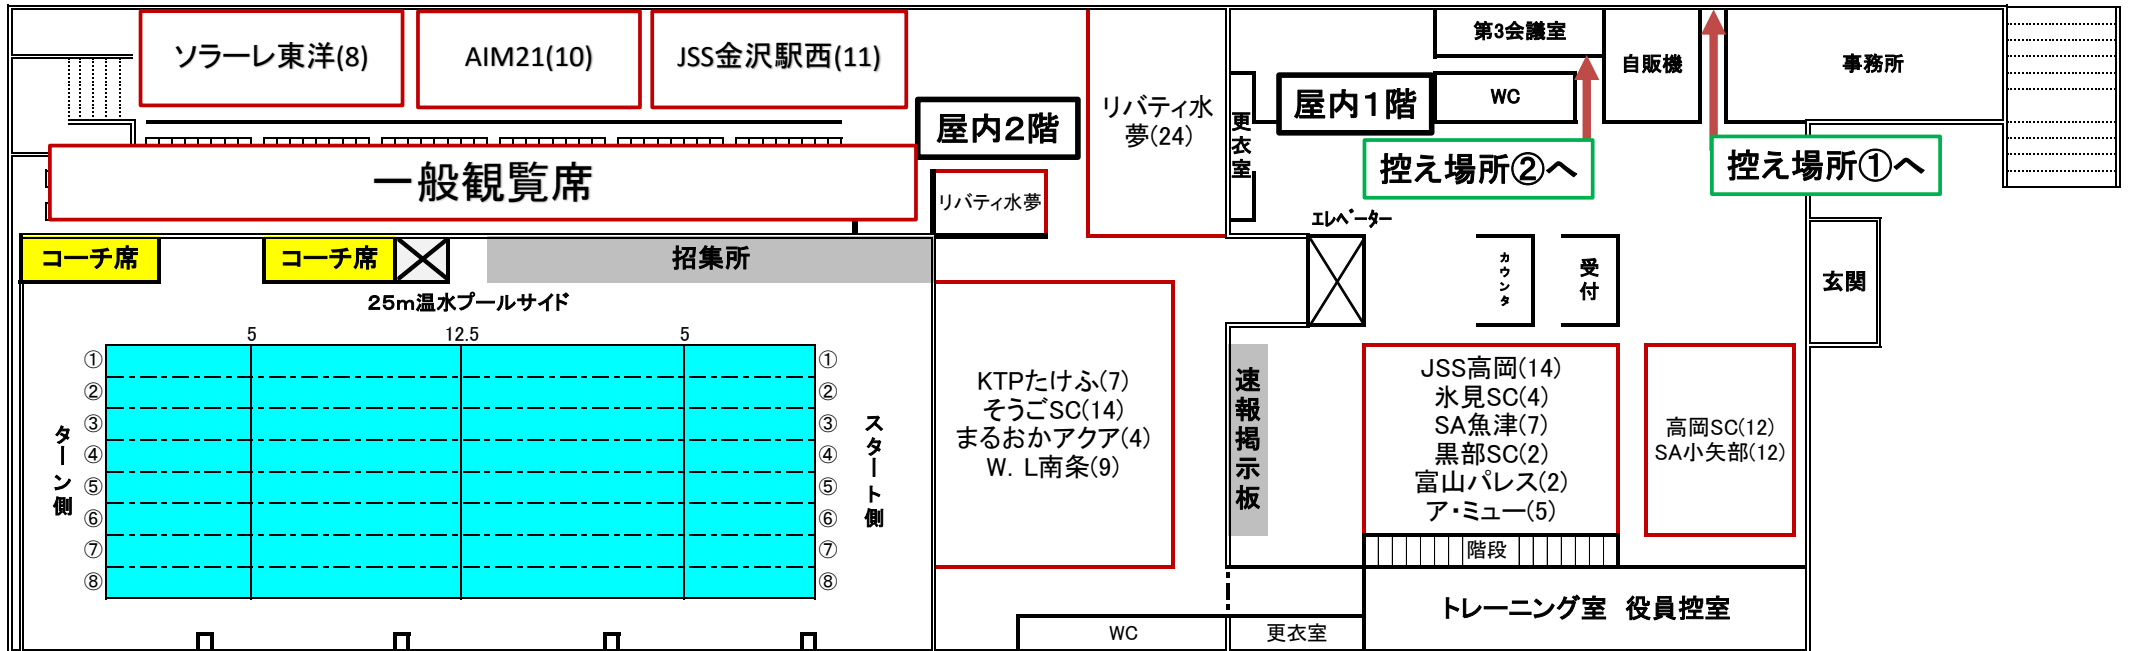 ソラーレ東洋(8)
AIM21(10)
JSS金沢駅西(11)
屋内2階
リバティ水
夢(24)
更衣室
屋内1階
第3会議室
WC
自販機
事務所
控え場所②へ
控え場所①へ
一般観覧席
リバティ水夢
エレベーター
コーチ席
コーチ席
招集所
カウンタ
受付
玄関
25m温水プールサイド
5
12.5
5
①
②
③
④
⑤
⑥
⑦
⑧
ターン側
①
②
③
④
⑤
⑥
⑦
⑧
スタート側
KTPたけふ(7)
そうごSC(14)
まるおかアクア(4)
W．L南条(9)
速報掲示板
JSS高岡(14)
氷見SC(4)
SA魚津(7)
黒部SC(2)
富山パレス(2)
ア・ミュー(5)
高岡SC(12)
SA小矢部(12)
階段
トレーニング室　役員控室
WC
更衣室